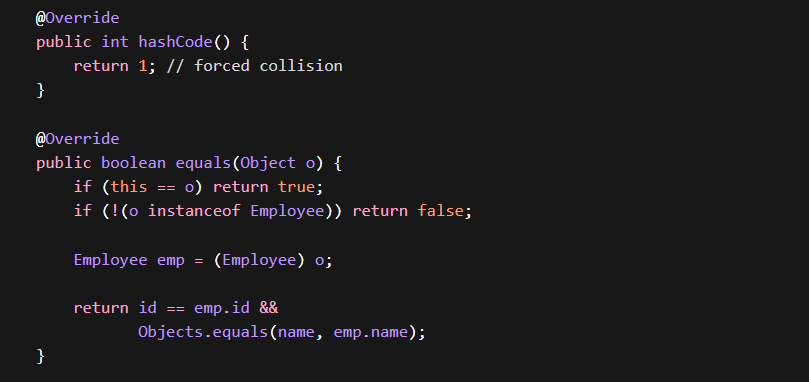 @Override
public int hashCode() {
    return 1; // forced collision
}

@Override
public boolean equals(Object o) {
    if (this == o) return true;
    if (!(o instanceof Employee)) return false;

    Employee emp = (Employee) o;

    return id == emp.id &&
           Objects.equals(name, emp.name);
}